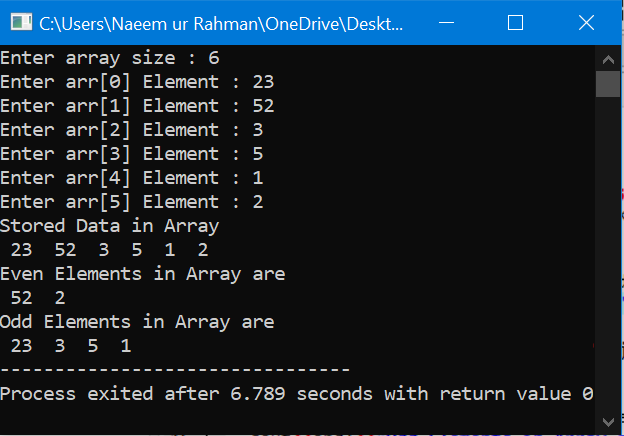 C:\Users\Naeem ur Rahman\OneDrive\Deskt...
Enter array size : 6
Enter arr[0] Element : 23
Enter arr[1] Element : 52
Enter arr[2] Element : 3
Enter arr[3] Element : 5
Enter arr[4] Element : 1
Enter arr[5] Element : 2
Stored Data in Array
 23  52  3  5  1  2
Even Elements in Array are
 52  2
Odd Elements in Array are
 23  3  5  1
--------------------------------
Process exited after 6.789 seconds with return value 0